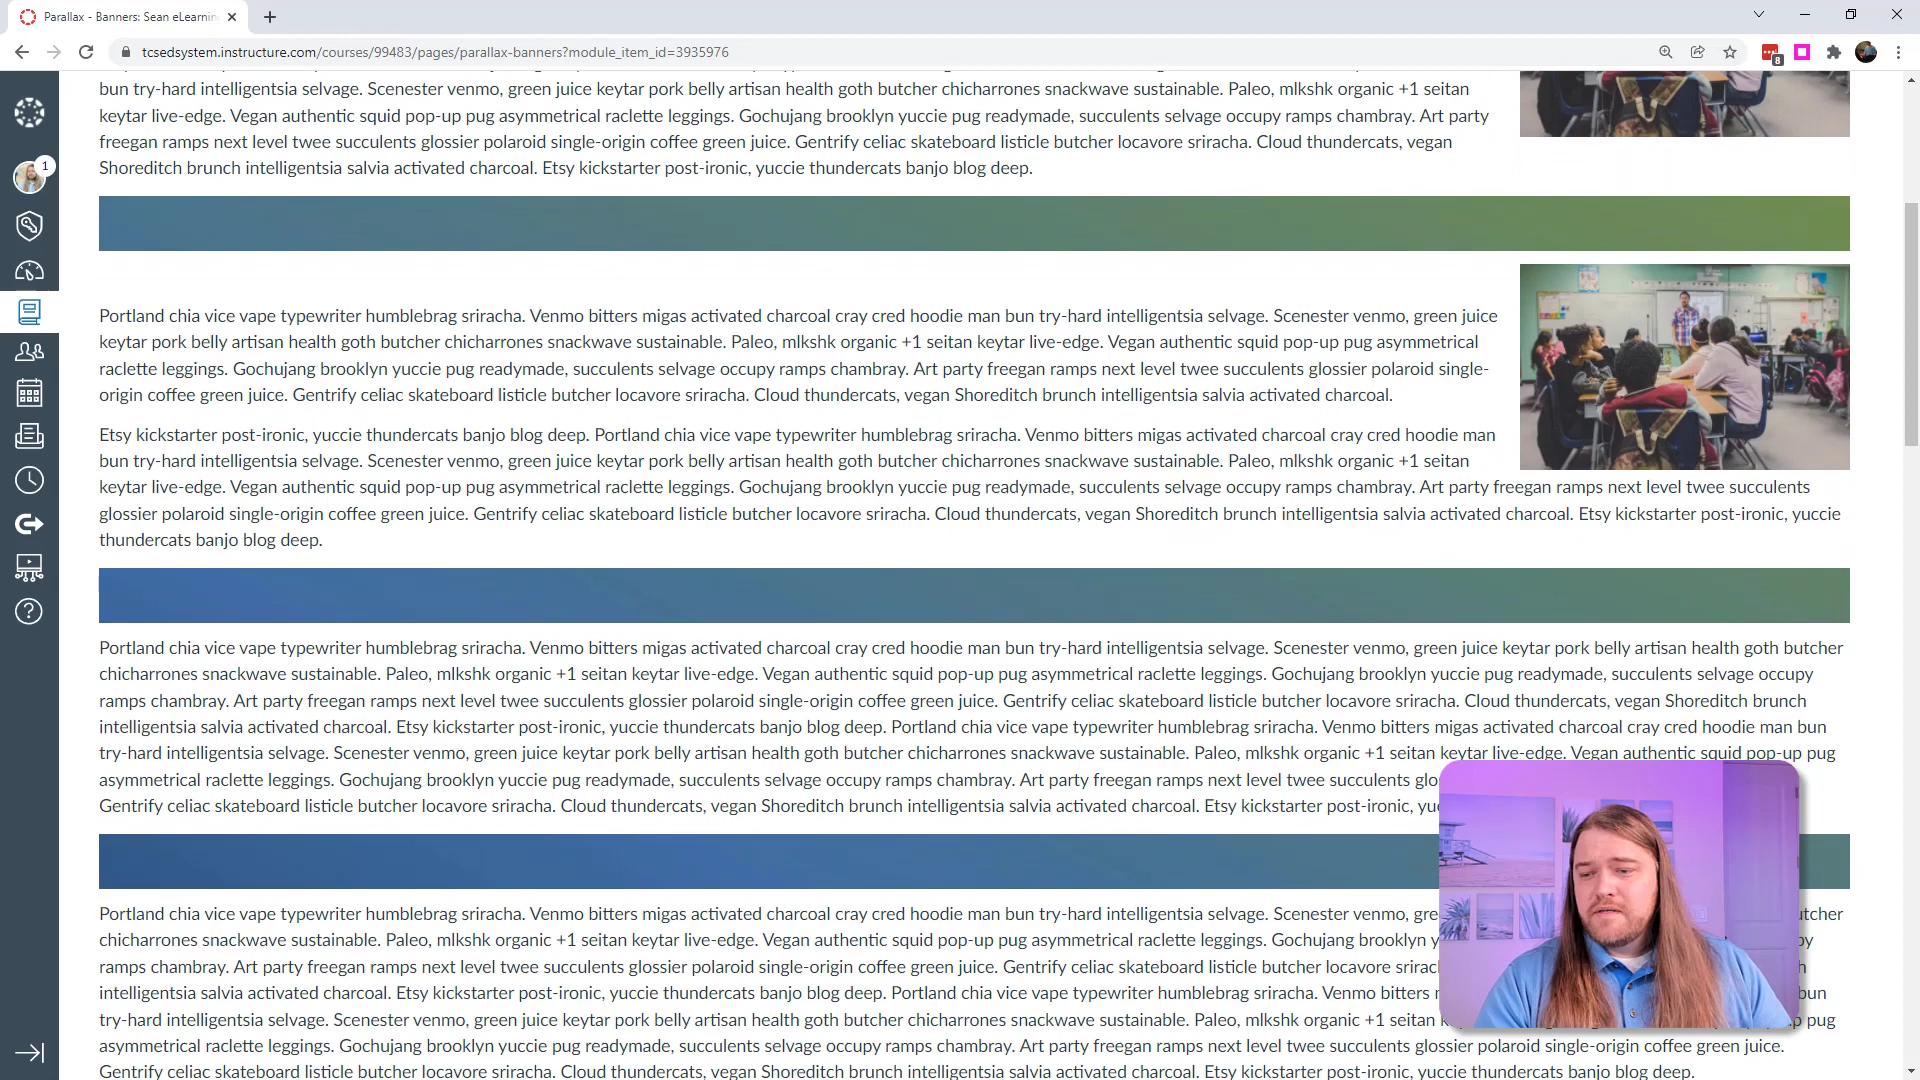 Parallax - Banners: Sean eLearnin
tcsedsystem.instructure.com/courses/99483/pages/parallax-banners?module_item_id=3935976
8
1
bun try-hard intelligentsia selvage. Scenester venmo, green juice keytar pork belly artisan health goth butcher chicharrones snackwave sustainable. Paleo, mlkshk organic +1 seitan
keytar live-edge. Vegan authentic squid pop-up pug asymmetrical raclette leggings. Gochujang brooklyn yuccie pug readymade, succulents selvage occupy ramps chambray. Art party
freegan ramps next level twee succulents glossier polaroid single-origin coffee green juice. Gentrify celiac skateboard listicle butcher locavore sriracha. Cloud thundercats, vegan
Shoreditch brunch intelligentsia salvia activated charcoal. Etsy kickstarter post-ironic, yuccie thundercats banjo blog deep.
Portland chia vice vape typewriter humblebrag sriracha. Venmo bitters migas activated charcoal cray cred hoodie man bun try-hard intelligentsia selvage. Scenester venmo, green juice
keytar pork belly artisan health goth butcher chicharrones snackwave sustainable. Paleo, mlkshk organic +1 seitan keytar live-edge. Vegan authentic squid pop-up pug asymmetrical
raclette leggings. Gochujang brooklyn yuccie pug readymade, succulents selvage occupy ramps chambray. Art party freegan ramps next level twee succulents glossier polaroid single-
origin coffee green juice. Gentrify celiac skateboard listicle butcher locavore sriracha. Cloud thundercats, vegan Shoreditch brunch intelligentsia salvia activated charcoal.
Etsy kickstarter post-ironic, yuccie thundercats banjo blog deep. Portland chia vice vape typewriter humblebrag sriracha. Venmo bitters migas activated charcoal cray cred hoodie man
bun try-hard intelligentsia selvage. Scenester venmo, green juice keytar pork belly artisan health goth butcher chicharrones snackwave sustainable. Paleo, mlkshk organic +1 seitan
keytar live-edge. Vegan authentic squid pop-up pug asymmetrical raclette leggings. Gochujang brooklyn yuccie pug readymade, succulents selvage occupy ramps chambray. Art party freegan ramps next level twee succulents
glossier polaroid single-origin coffee green juice. Gentrify celiac skateboard listicle butcher locavore sriracha. Cloud thundercats, vegan Shoreditch brunch intelligentsia salvia activated charcoal. Etsy kickstarter post-ironic, yuccie
thundercats banjo blog deep.
Portland chia vice vape typewriter humblebrag sriracha. Venmo bitters migas activated charcoal cray cred hoodie man bun try-hard intelligentsia selvage. Scenester venmo, green juice keytar pork belly artisan health goth butcher
chicharrones snackwave sustainable. Paleo, mlkshk organic +1 seitan keytar live-edge. Vegan authentic squid pop-up pug asymmetrical raclette leggings. Gochujang brooklyn yuccie pug readymade, succulents selvage occupy
ramps chambray. Art party freegan ramps next level twee succulents glossier polaroid single-origin coffee green juice. Gentrify celiac skateboard listicle butcher locavore sriracha. Cloud thundercats, vegan Shoreditch brunch
intelligentsia salvia activated charcoal. Etsy kickstarter post-ironic, yuccie thundercats banjo blog deep. Portland chia vice vape typewriter humblebrag sriracha. Venmo bitters migas activated charcoal cray cred hoodie man bun
try-hard intelligentsia selvage. Scenester venmo, green juice keytar pork belly artisan health goth butcher chicharrones snackwave sustainable. Paleo, mlkshk organic +1 seitan keytar live-edge. Vegan authentic squid pop-up pug
asymmetrical raclette leggings. Gochujang brooklyn yuccie pug readymade, succulents selvage occupy ramps chambray. Art party freegan ramps next level twee succulents glos
Gentrify celiac skateboard listicle butcher locavore sriracha. Cloud thundercats, vegan Shoreditch brunch intelligentsia salvia activated charcoal. Etsy kickstarter post-ironic, yuc
Portland chia vice vape typewriter humblebrag sriracha. Venmo bitters migas activated charcoal cray cred hoodie man bun try-hard intelligentsia selvage. Scenester venmo, gre utcher
chicharrones snackwave sustainable. Paleo, mlkshk organic +1 seitan keytar live-edge. Vegan authentic squid pop-up pug asymmetrical raclette leggings. Gochujang brooklyn y py
ramps chambray. Art party freegan ramps next level twee succulents glossier polaroid single-origin coffee green juice. Gentrify celiac skateboard listicle butcher locavore srirach h
intelligentsia salvia activated charcoal. Etsy kickstarter post-ironic, yuccie thundercats banjo blog deep. Portland chia vice vape typewriter humblebrag sriracha. Venmo bitters r bun
try-hard intelligentsia selvage. Scenester venmo, green juice keytar pork belly artisan health goth butcher chicharrones snackwave sustainable. Paleo, mlkshk organic +1 seitan k p pug
asymmetrical raclette leggings. Gochujang brooklyn yuccie pug readymade, succulents selvage occupy ramps chambray. Art party freegan ramps next level twee succulents glossier polaroid single-origin coffee green juice.
Gentrify celiac skateboard listicle butcher locavore sriracha. Cloud thundercats, vegan Shoreditch brunch intelligentsia salvia activated charcoal. Etsy kickstarter post-ironic, yuccie thundercats banjo blog deep.